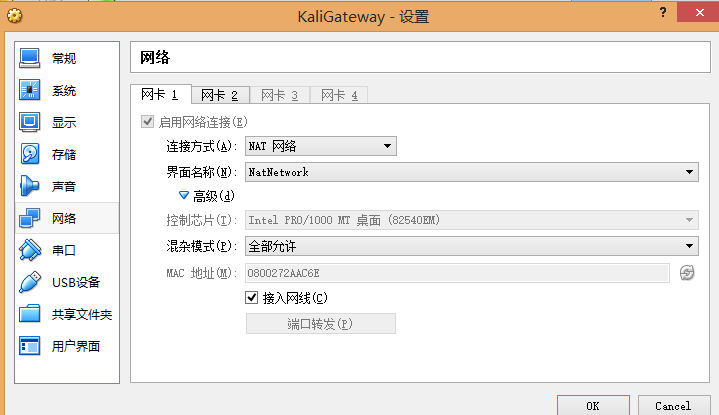 KaliGateway - 设置
?
常规
系统
显示
存储
声音
网络
串口
USB设备
共享文件夹
用户界面
网络
网卡 1 网卡 2 网卡 3 网卡 4
启用网络连接(E)
连接方式(A): NAT 网络
界面名称(N): NatNetwork
高级(d)
控制芯片(T): Intel PRO/1000 MT 桌面 (82540EM)
混杂模式(P): 全部允许
MAC 地址(M): 0800272AAC6E
接入网线(C)
端口转发(P)
OK Cancel